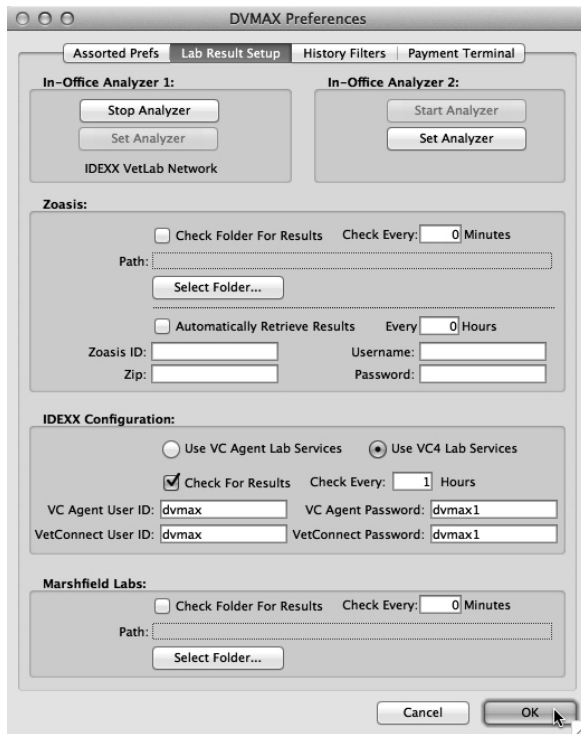 DVMAX Preferences
Assorted Prefs Lab Result Setup History Filters Payment Terminal
In-Office Analyzer 1: In-Office Analyzer 2:
Stop Analyzer Start Analyzer
Set Analyzer Set Analyzer
IDEXX VetLab Network
Zoasis:
Check Folder For Results Check Every: 0 Minutes
Path:
Select Folder...
Automatically Retrieve Results Every 0 Hours
Zoasis ID: Username:
Zip: Password:
IDEXX Configuration:
Use VC Agent Lab Services Use VC4 Lab Services
Check For Results Check Every: 1 Hours
VC Agent User ID: dvmax VC Agent Password: dvmax1
VetConnect User ID: dvmax VetConnect Password: dvmax1
Marshfield Labs:
Check Folder For Results Check Every: 0 Minutes
Path:
Select Folder...
Cancel OK